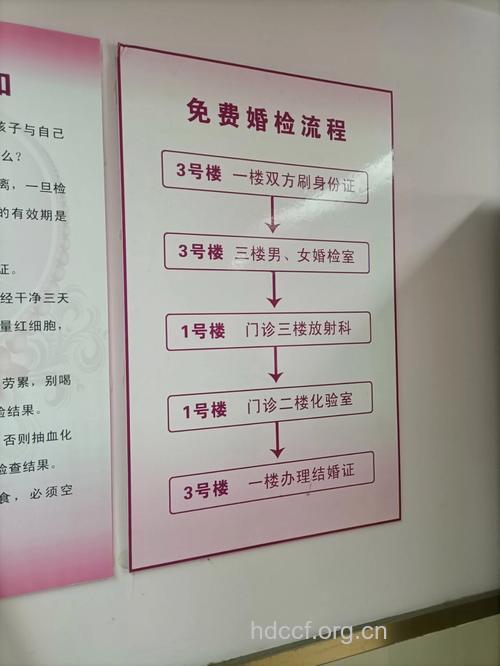 和
孩子与自己
么?
离，一旦检
的有效期是
证。
经干净三天
量红细胞，
劳累，别喝
检结果。
否则抽血化
检查结果。
食，必须空
免费婚检流程
3号楼 一楼双方刷身份证
3号楼 三楼男、女婚检室
1号楼 门诊三楼放射科
1号楼 门诊二楼化验室
3号楼 一楼办理结婚证
hdccf.org.cn